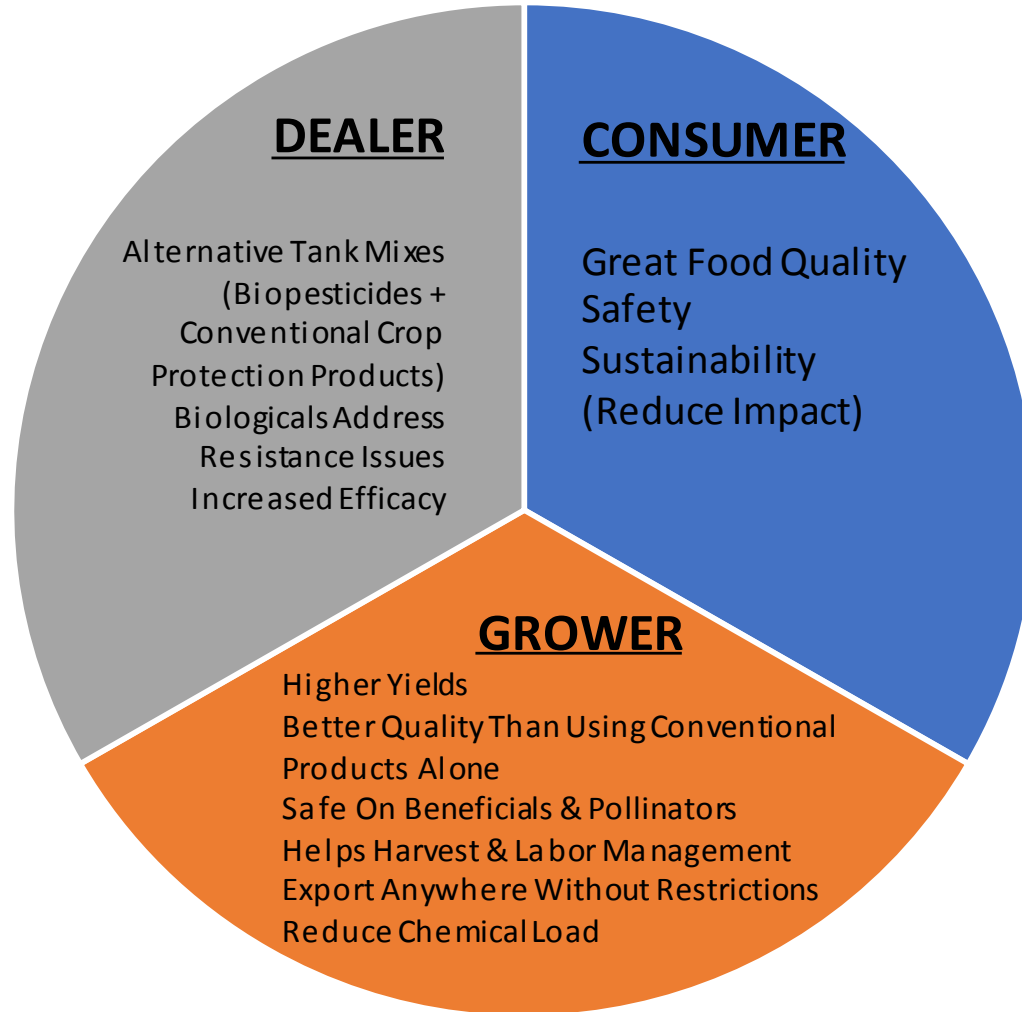 DEALER
Alternative Tank Mixes
(Biopesticides +
Conventional Crop
Protection Products)
Biologicals Address
Resistance Issues
Increased Efficacy
CONSUMER
Great Food Quality
Safety
Sustainability
(Reduce Impact)
GROWER
Higher Yields
Better Quality Than Using Conventional
Products Alone
Safe On Beneficials & Pollinators
Helps Harvest & Labor Management
Export Anywhere Without Restrictions
Reduce Chemical Load